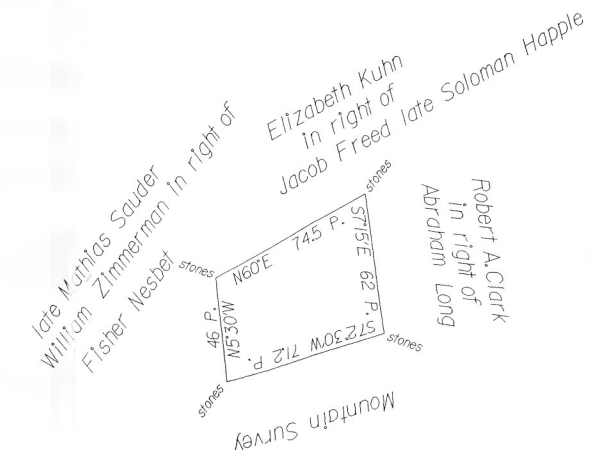 Elizabeth Kuhn
in right of
Jacob Freed late Soloman Happle
late Mathias Sauder
William Zimmerman in right of
Fisher Nesbet
Robert A. Clark
in right of
Abraham Long
stones
stones
N60°E 74.5 P.
S7°15'E 62 P.
46 P.
N5°30'W
S72°30'W 71.2 P.
stones
stones
Mountain Survey